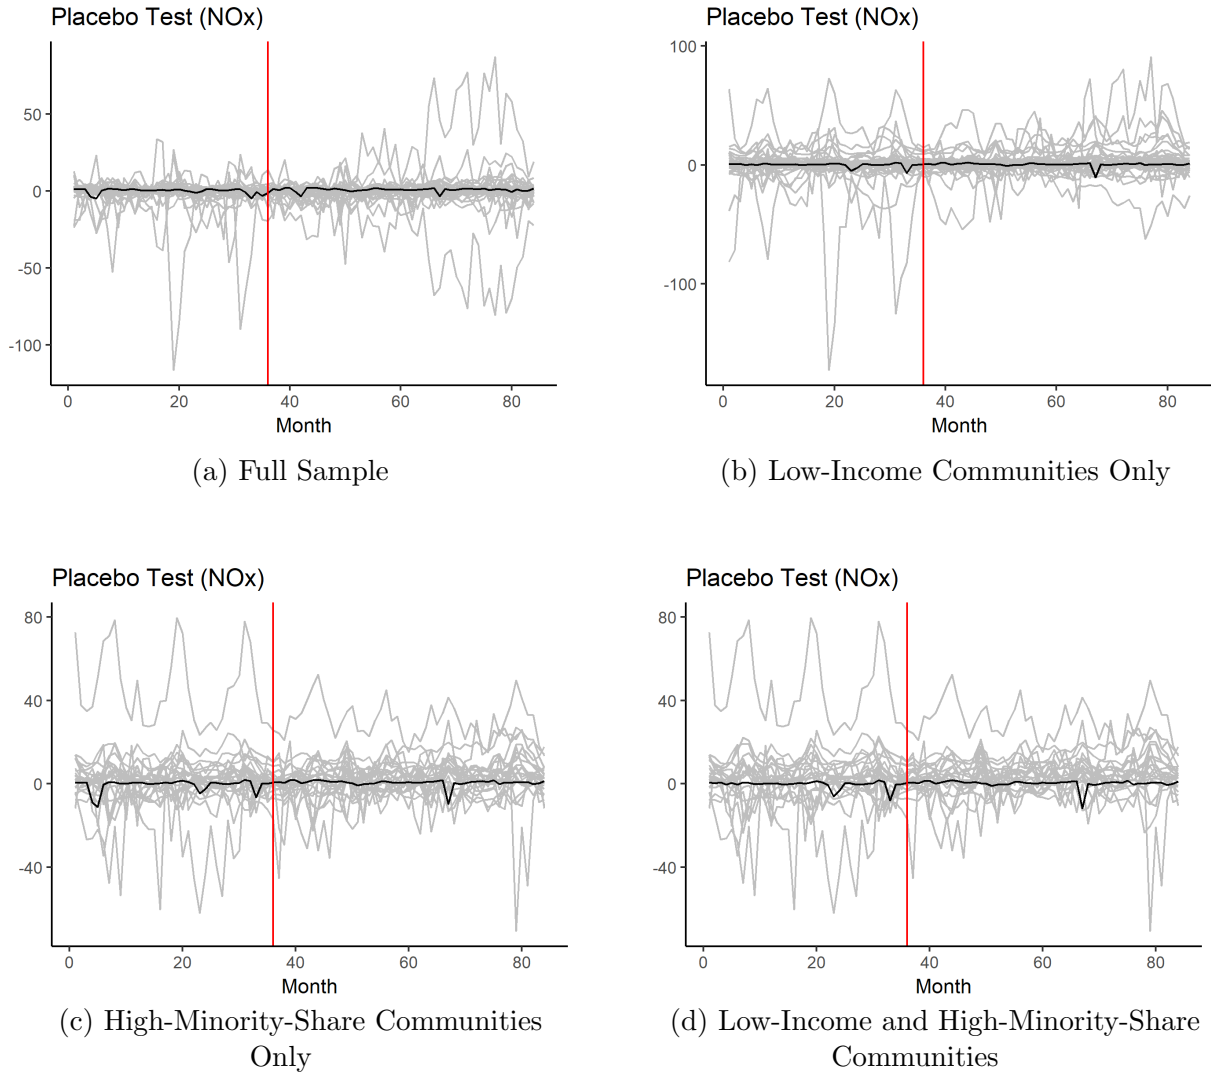 Placebo Test (NOx)
50
0
-50
-100
0 20 40 60 80
Month
(a) Full Sample
Placebo Test (NOx)
100
0
-100
0 20 40 60 80
Month
(b) Low-Income Communities Only
Placebo Test (NOx)
80
40
0
-40
0 20 40 60 80
Month
(c) High-Minority-Share Communities
Only
Placebo Test (NOx)
80
40
0
-40
0 20 40 60 80
Month
(d) Low-Income and High-Minority-Share
Communities